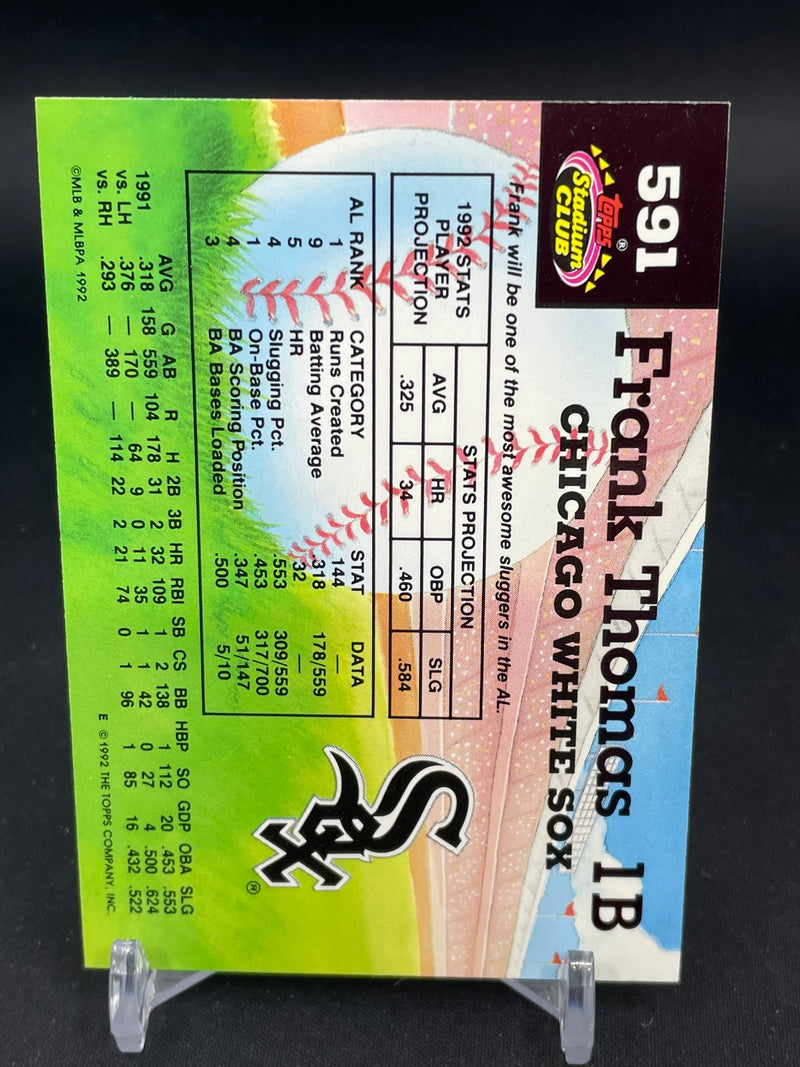 591
topps®
Stadium
CLUB
Frank Thomas 1B
CHICAGO WHITE SOX
Frank will be one of the most awesome sluggers in the AL.
1992 STATS PLAYER PROJECTION
STATS PROJECTION
AVG HR OBP SLG
.325 34 .460 .584
AL RANK CATEGORY STAT DATA
1 Runs Created 144 —
9 Batting Average .318 178/559
5 HR 32 —
4 Slugging Pct. .553 309/559
1 On-Base Pct. .453 317/700
4 BA Scoring Position .347 51/147
3 BA Bases Loaded .500 5/10
Sox
®
AVG G AB R H 2B 3B HR RBI SB CS BB HBP SO GDP OBA SLG
1991 .318 158 559 104 178 31 2 32 109 1 2 138 1 112 20 .453 .553
vs. LH .376 — 170 — 64 9 0 11 35 1 1 42 0 27 4 .500 .624
vs. RH .293 — 389 — 114 22 2 21 74 0 1 96 1 85 16 .432 .522
©MLB & MLBPA 1992
E © 1992 THE TOPPS COMPANY, INC.